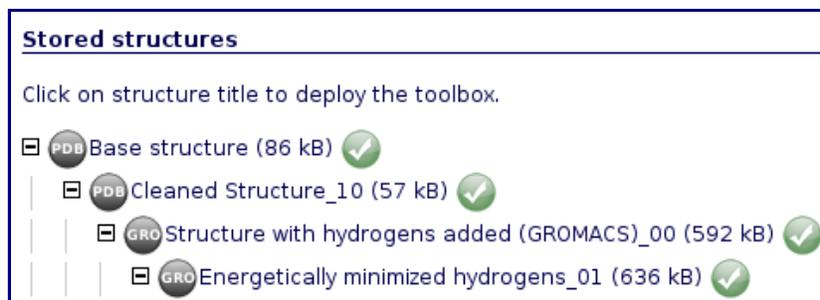 Stored structures
Click on structure title to deploy the toolbox.
PDB Base structure (86 kB)
PDB Cleaned Structure_10 (57 kB)
GRO Structure with hydrogens added (GROMACS)_00 (592 kB)
GRO Energetically minimized hydrogens_01 (636 kB)